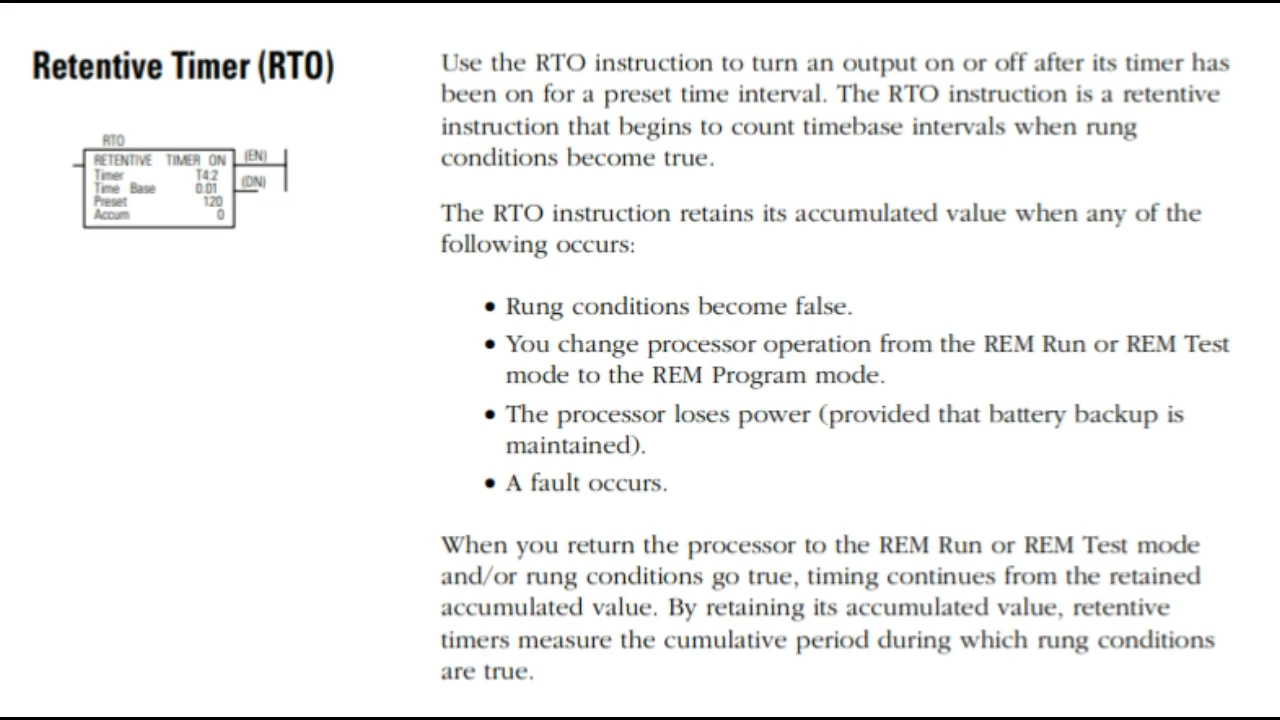 Retentive Timer (RTO)
RTO
RETENTIVE TIMER ON
Timer T4:2
Time Base 0.01
Preset 120
Accum 0
(EN)
(DN)
Use the RTO instruction to turn an output on or off after its timer has
been on for a preset time interval. The RTO instruction is a retentive
instruction that begins to count timebase intervals when rung
conditions become true.
The RTO instruction retains its accumulated value when any of the
following occurs:
• Rung conditions become false.
• You change processor operation from the REM Run or REM Test
mode to the REM Program mode.
• The processor loses power (provided that battery backup is
maintained).
• A fault occurs.
When you return the processor to the REM Run or REM Test mode
and/or rung conditions go true, timing continues from the retained
accumulated value. By retaining its accumulated value, retentive
timers measure the cumulative period during which rung conditions
are true.